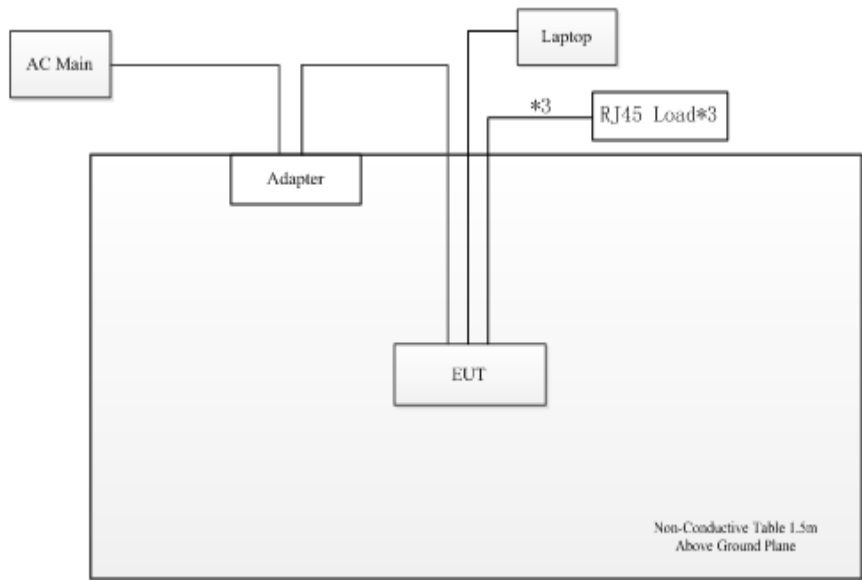 Laptop
AC Main
*3
RJ45 Load*3
Adapter
EUT
Non-Conductive Table 1.5m
Above Ground Plane